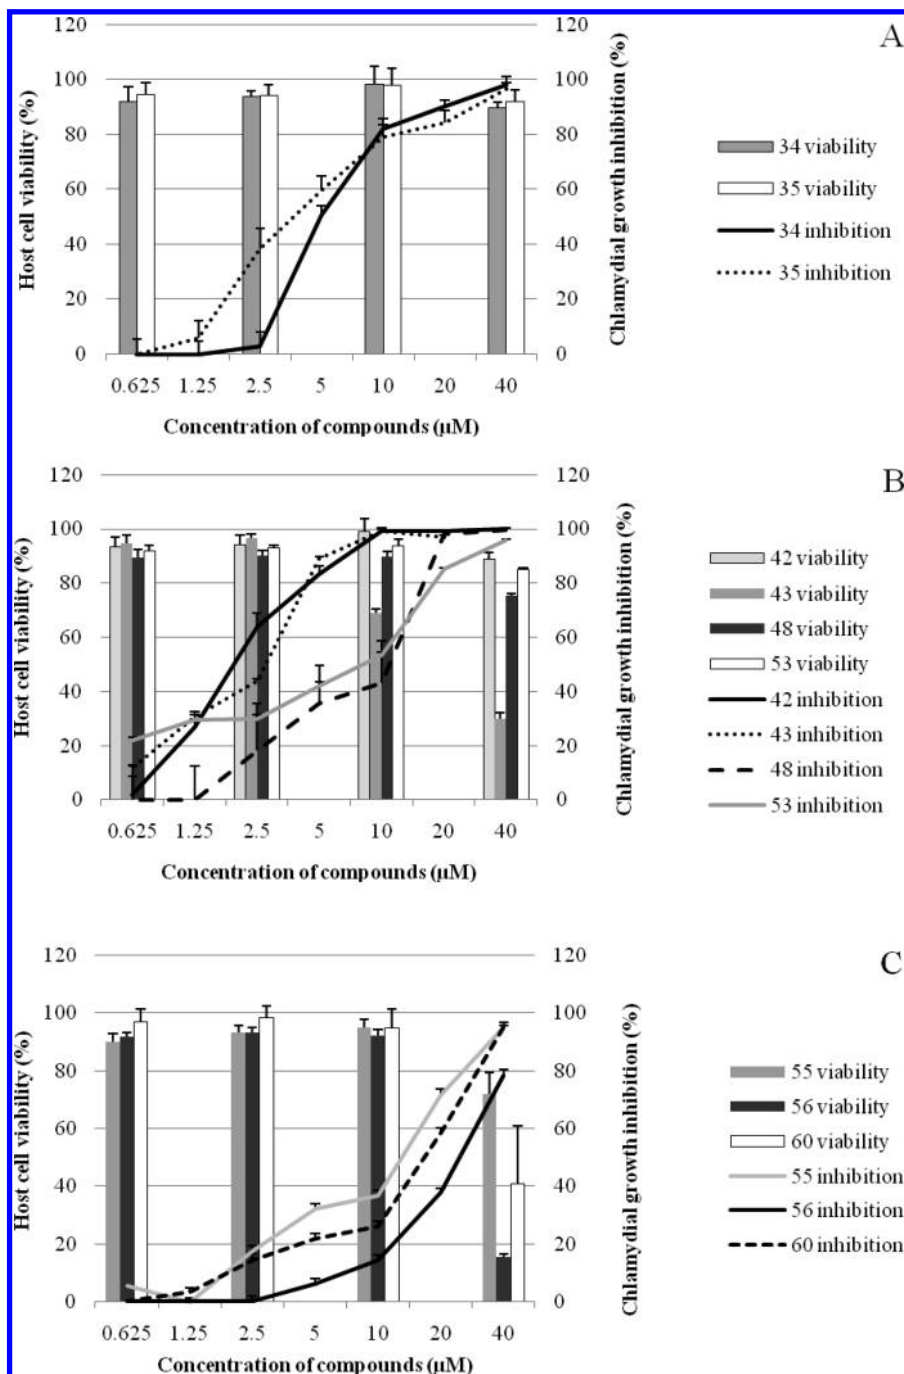 A
120 120
100 100
80 80
60 60
40 40
20 20
0 0
Host cell viability (%)
Chlamydial growth inhibition (%)
0.625 1.25 2.5 5 10 20 40
Concentration of compounds (µM)
34 viability
35 viability
34 inhibition
35 inhibition
B
120 120
100 100
80 80
60 60
40 40
20 20
0 0
Host cell viability (%)
Chlamydial growth inhibition (%)
0.625 1.25 2.5 5 10 20 40
Concentration of compounds (µM)
42 viability
43 viability
48 viability
53 viability
42 inhibition
43 inhibition
48 inhibition
53 inhibition
C
120 120
100 100
80 80
60 60
40 40
20 20
0 0
Host cell viability (%)
Chlamydial growth inhibition (%)
0.625 1.25 2.5 5 10 20 40
Concentration of compounds (µM)
55 viability
56 viability
60 viability
55 inhibition
56 inhibition
60 inhibition